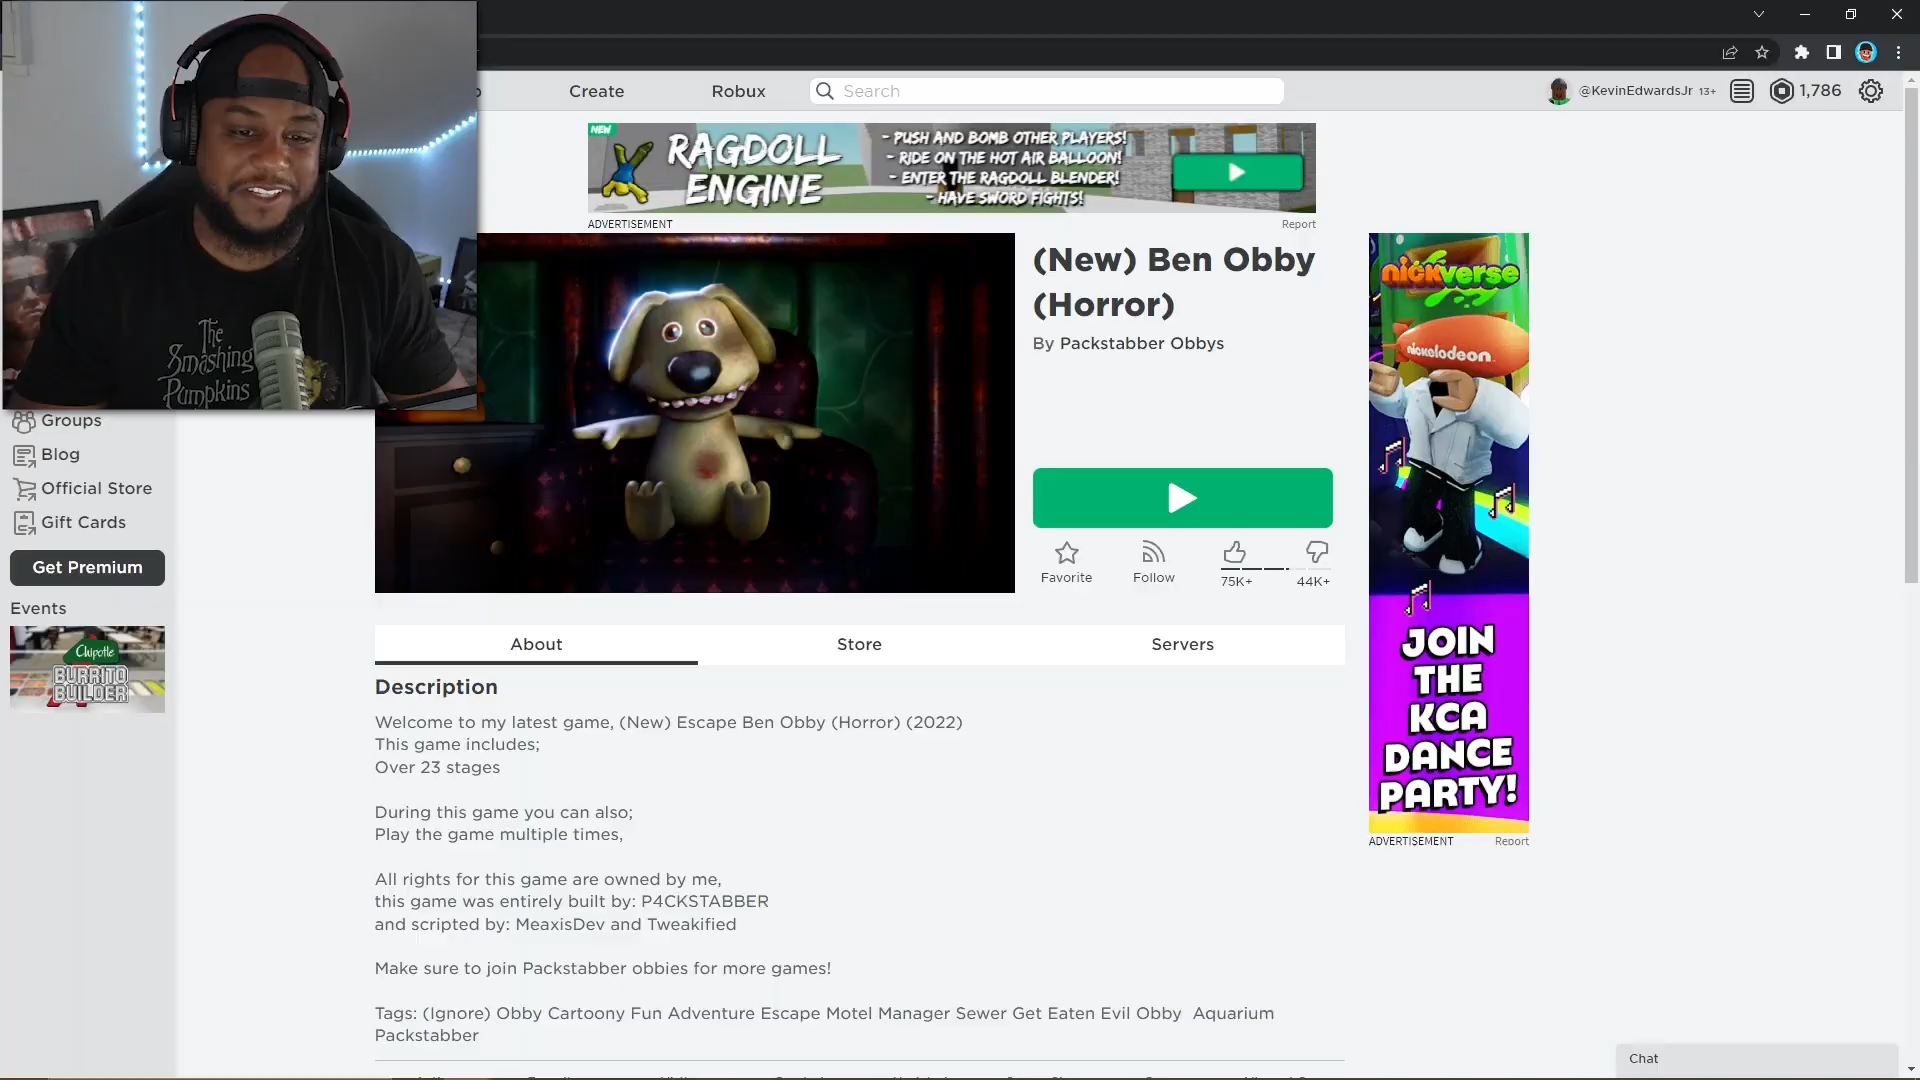 Create
Robux
Search
@KevinEdwardsJr 13+
1,786
NEW
RAGDOLL
ENGINE
- PUSH AND BOMB OTHER PLAYERS!
- RIDE ON THE HOT AIR BALLOON!
- ENTER THE RAGDOLL BLENDER!
- HAVE SWORD FIGHTS!
ADVERTISEMENT
Report
The
Smashing
Pumpkins
(New) Ben Obby
(Horror)
By Packstabber Obbys
Favorite
Follow
75K+
44K+
nickverse
nickelodeon
JOIN
THE
KCA
DANCE
PARTY!
ADVERTISEMENT
Report
Groups
Blog
Official Store
Gift Cards
Get Premium
Events
Chipotle
BURRITO
BUILDER
About
Store
Servers
Description
Welcome to my latest game, (New) Escape Ben Obby (Horror) (2022)
This game includes;
Over 23 stages
During this game you can also;
Play the game multiple times,
All rights for this game are owned by me,
this game was entirely built by: P4CKSTABBER
and scripted by: MeaxisDev and Tweakified
Make sure to join Packstabber obbies for more games!
Tags: (Ignore) Obby Cartoony Fun Adventure Escape Motel Manager Sewer Get Eaten Evil Obby Aquarium
Packstabber
Chat